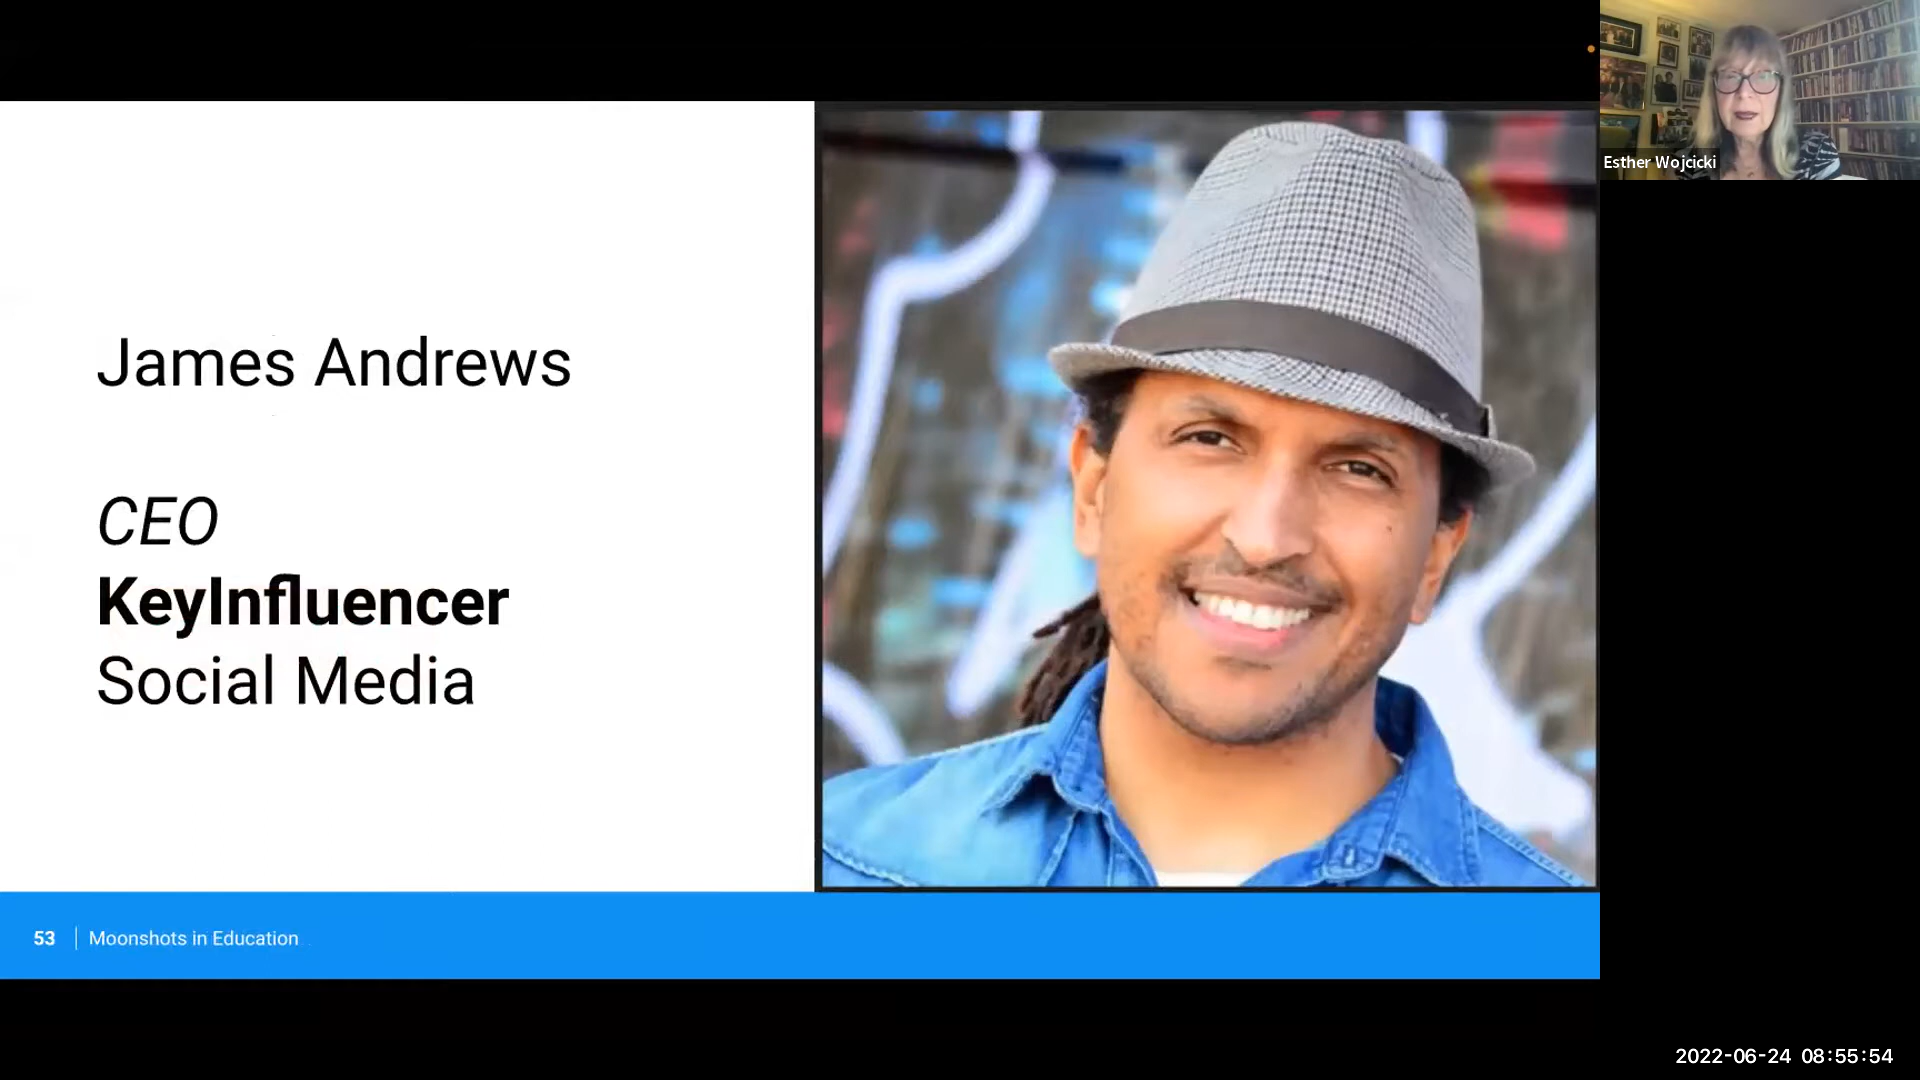 Esther Wojcicki
James Andrews
CEO
KeyInfluencer
Social Media
53 | Moonshots in Education
2022-06-24 08:55:54